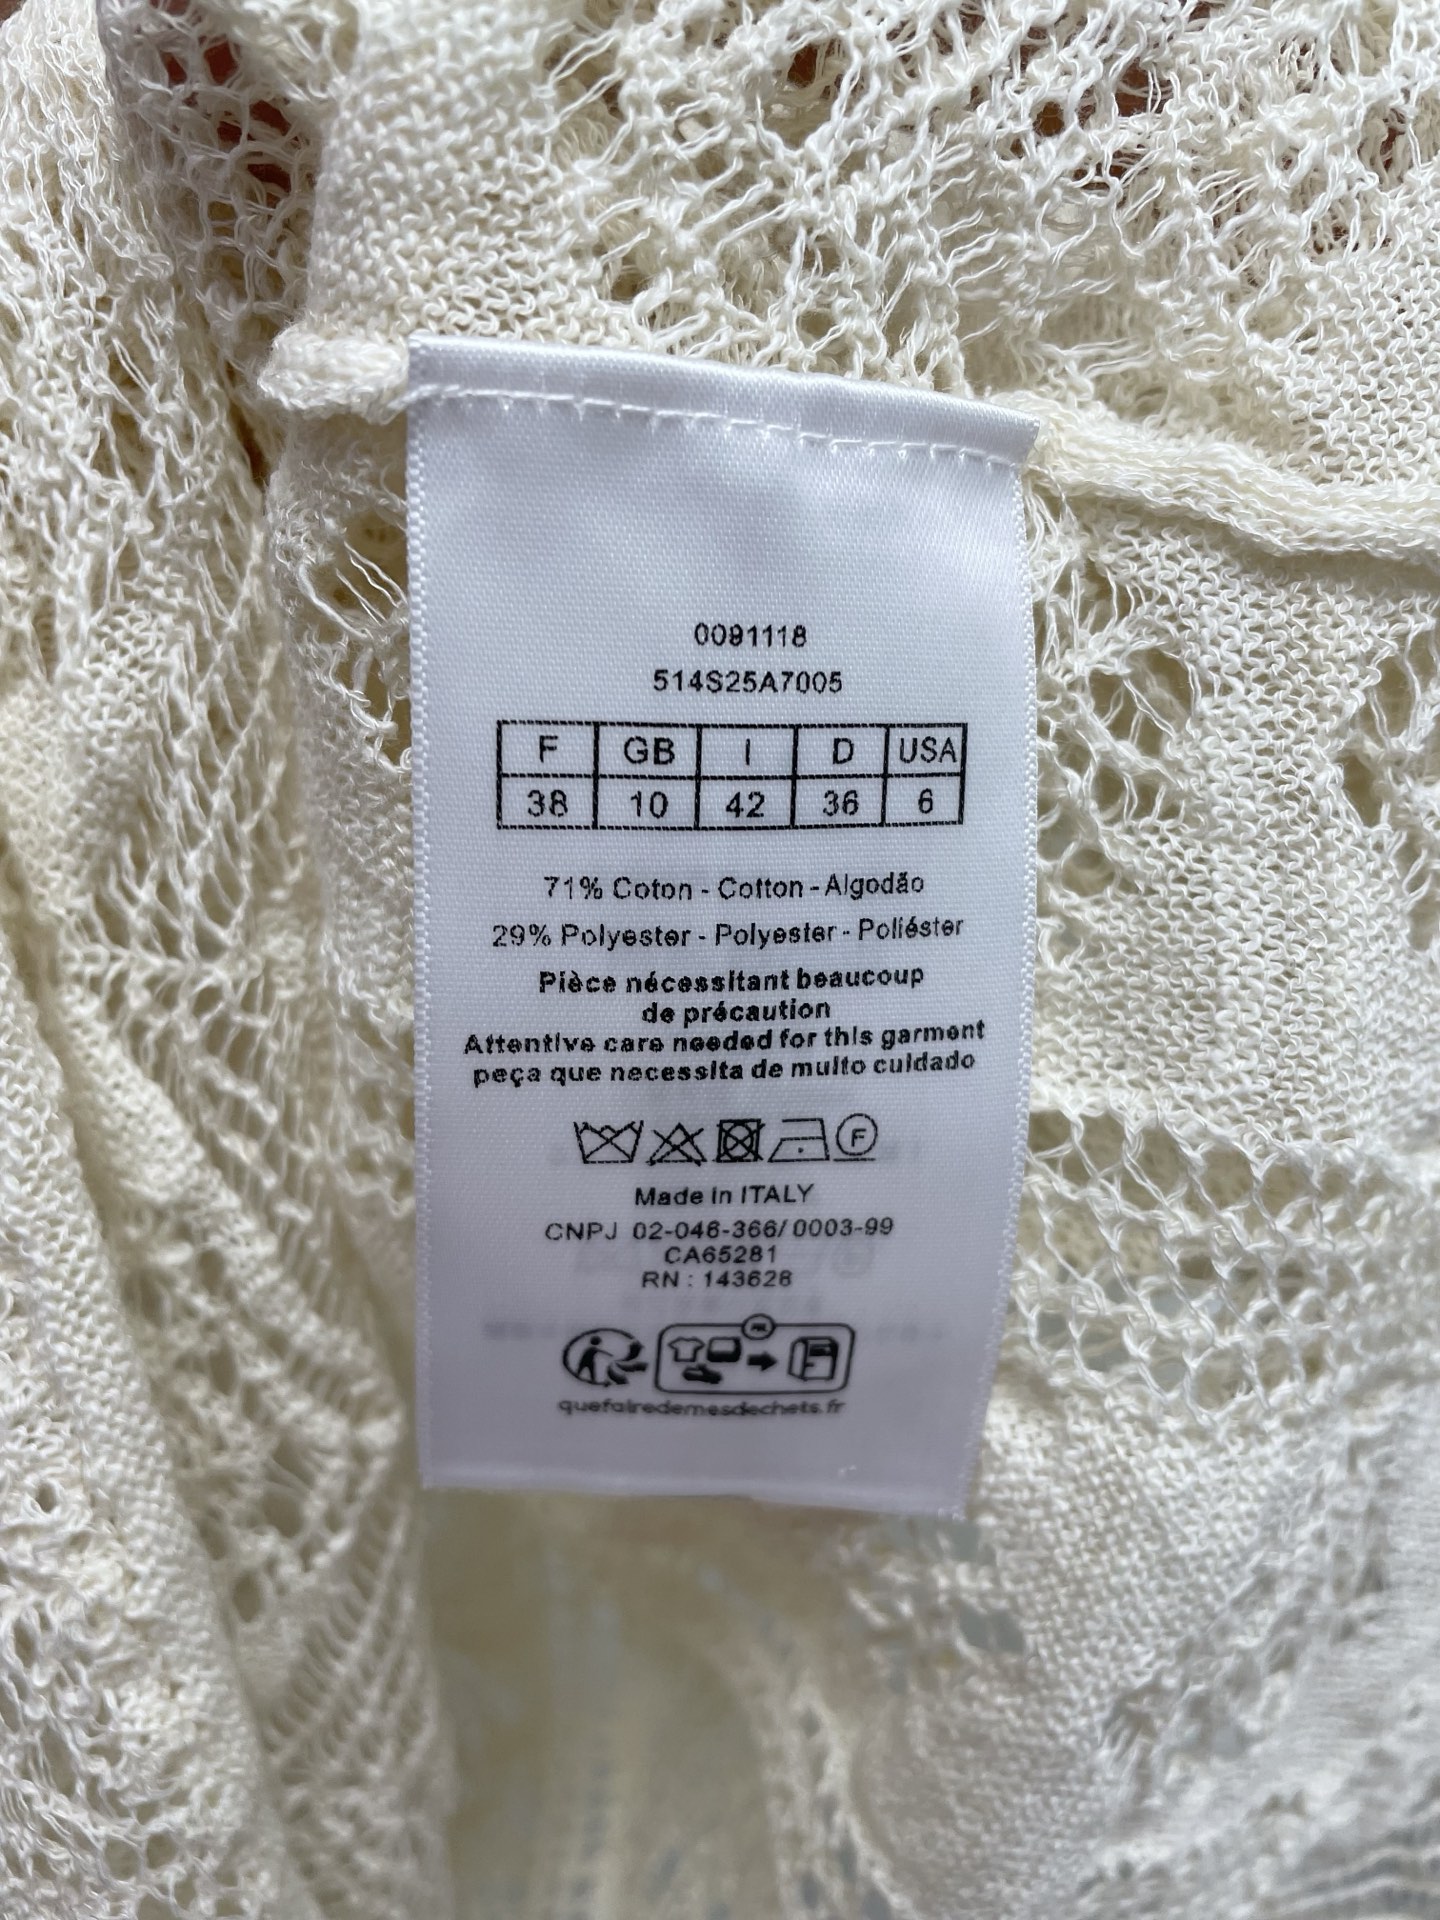 0091118
514S25A7005
F GB I D USA
38 10 42 36 6
71% Coton - Cotton - Algodão
29% Polyester - Polyester - Poliéster
Pièce nécessitant beaucoup
de précaution
Attentive care needed for this garment
peça que necessita de muito cuidado
F
Made in ITALY
CNPJ 02-046-366/0003-99
CA65281
RN : 143628
FR
quefairedemesdechets.fr